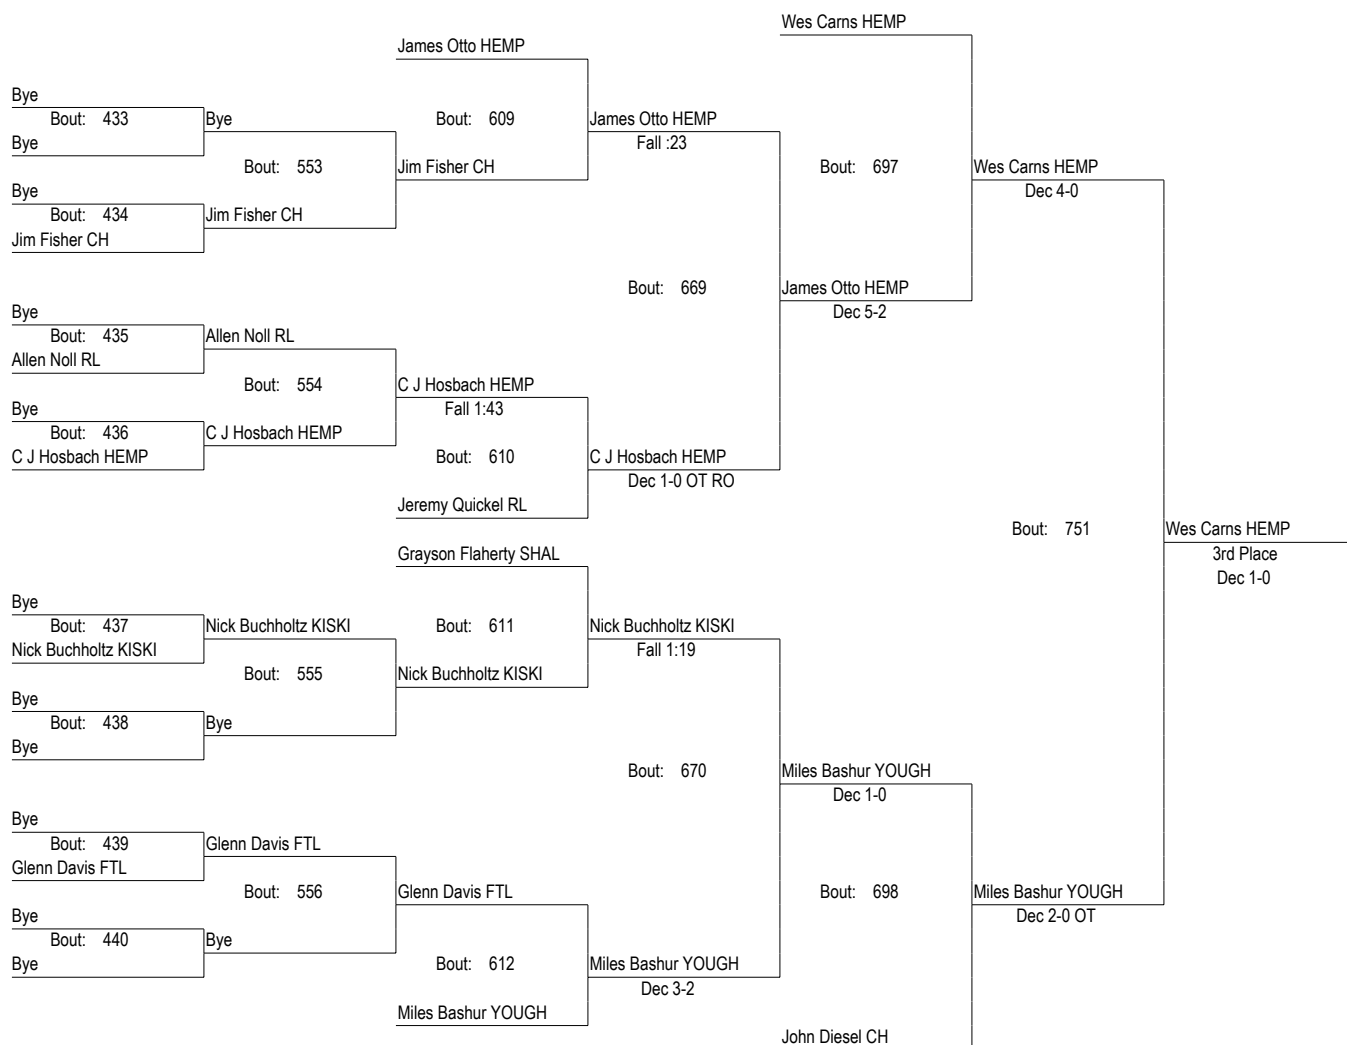 Wes Carns HEMP
James Otto HEMP
Bye
Bout: 433
Bye
Bout: 609
James Otto HEMP
Bye
Fall :23
Bout: 553
Jim Fisher CH
Bout: 697
Wes Carns HEMP
Bye
Dec 4-0
Bout: 434
Jim Fisher CH
Jim Fisher CH
Bout: 669
James Otto HEMP
Bye
Dec 5-2
Bout: 435
Allen Noll RL
Allen Noll RL
Bout: 554
C J Hosbach HEMP
Bye
Fall 1:43
Bout: 436
C J Hosbach HEMP
C J Hosbach HEMP
Bout: 610
C J Hosbach HEMP
Dec 1-0 OT RO
Jeremy Quickel RL
Bout: 751
Wes Carns HEMP
Grayson Flaherty SHAL
3rd Place
Dec 1-0
Bye
Bout: 437
Nick Buchholtz KISKI
Bout: 611
Nick Buchholtz KISKI
Nick Buchholtz KISKI
Fall 1:19
Bout: 555
Nick Buchholtz KISKI
Bye
Bout: 438
Bye
Bye
Bout: 670
Miles Bashur YOUGH
Dec 1-0
Bye
Bout: 439
Glenn Davis FTL
Glenn Davis FTL
Bout: 556
Glenn Davis FTL
Bout: 698
Miles Bashur YOUGH
Bye
Dec 2-0 OT
Bout: 440
Bye
Bye
Bout: 612
Miles Bashur YOUGH
Dec 3-2
Miles Bashur YOUGH
John Diesel CH